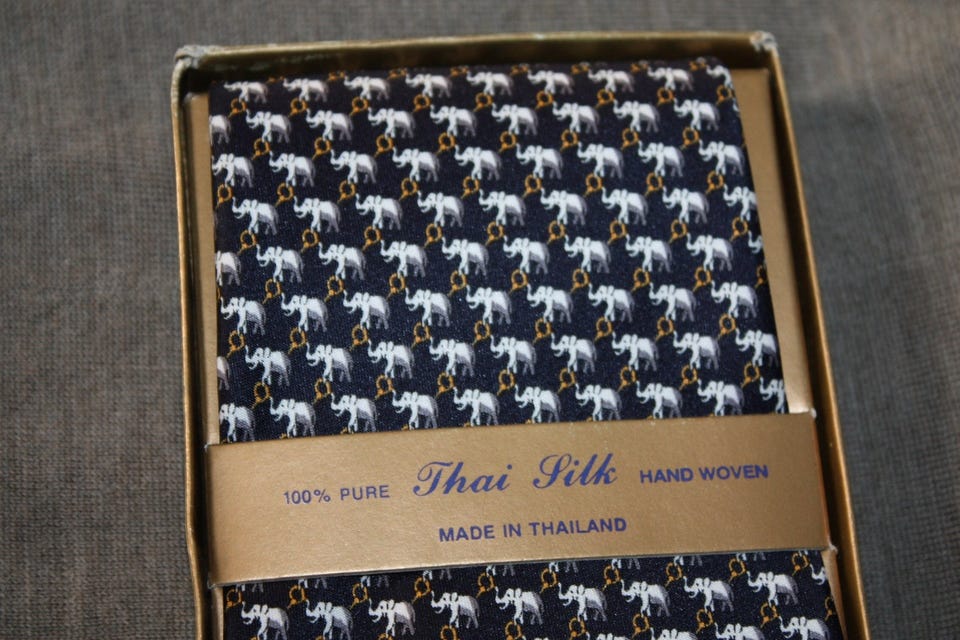 100% PURE Thai Silk HAND WOVEN
MADE IN THAILAND